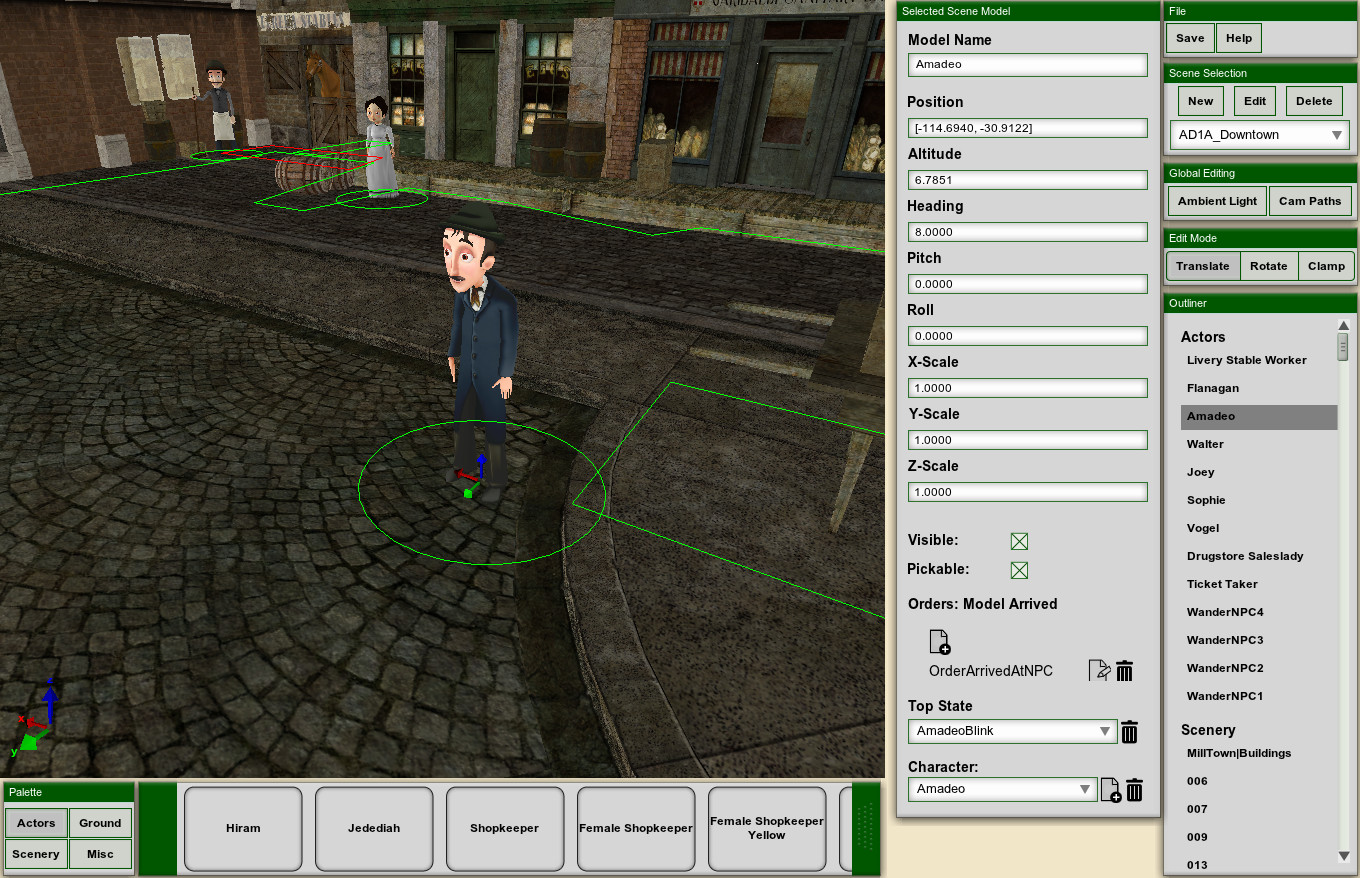 Selected Scene Model
Model Name
Amadeo
Position
[-114.6940, -30.9122]
Altitude
6.7851
Heading
8.0000
Pitch
0.0000
Roll
0.0000
X-Scale
1.0000
Y-Scale
1.0000
Z-Scale
1.0000
Visible:
Pickable:
Orders: Model Arrived
OrderArrivedAtNPC
Top State
AmadeoBlink
Character:
Amadeo
File
Save Help
Scene Selection
New Edit Delete
AD1A_Downtown
Global Editing
Ambient Light Cam Paths
Edit Mode
Translate Rotate Clamp
Outliner
Actors
Livery Stable Worker
Flanagan
Amadeo
Walter
Joey
Sophie
Vogel
Drugstore Saleslady
Ticket Taker
WanderNPC4
WanderNPC3
WanderNPC2
WanderNPC1
Scenery
MillTown|Buildings
006
007
009
013
z
x
y
Palette
Actors Ground
Scenery Misc
Hiram
Jedediah
Shopkeeper
Female Shopkeeper
Female Shopkeeper
Yellow